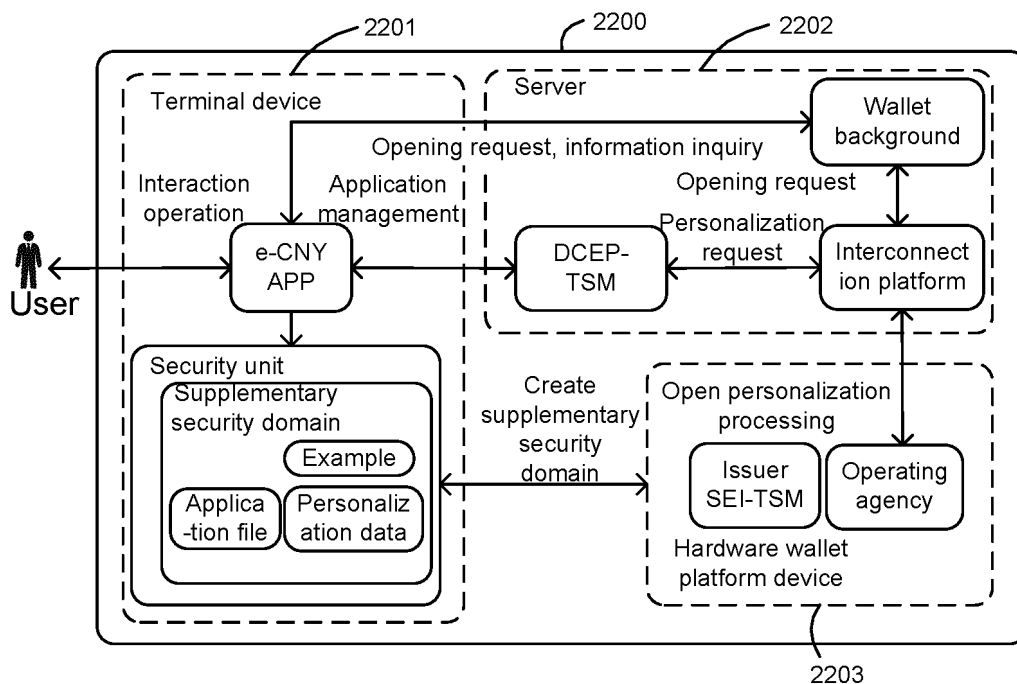 2201
2200
2202
Terminal device
Server
Wallet
background
Opening request, information inquiry
Interaction
operation
Application
management
Opening request
Personalization
request
e-CNY
APP
DCEP-
TSM
Interconnect
ion platform
User
Security unit
Supplementary
security domain
Example
Applica
-tion file
Personaliz
ation data
Create
supplementary
security
domain
Open personalization
processing
Issuer
SEI-TSM
Operating
agency
Hardware wallet
platform device
2203